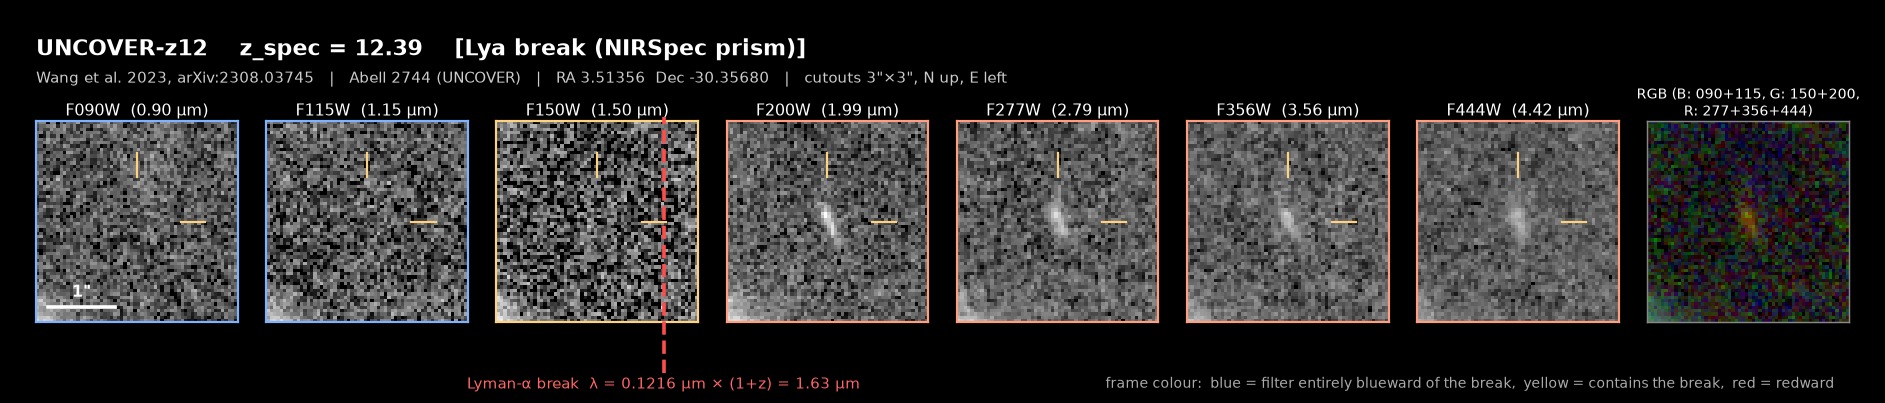 UNCOVER-z12    z_spec = 12.39    [Lya break (NIRSpec prism)]
Wang et al. 2023, arXiv:2308.03745   |   Abell 2744 (UNCOVER)   |   RA 3.51356  Dec -30.35680   |   cutouts 3"×3", N up, E left
F090W  (0.90 µm)
F115W  (1.15 µm)
F150W  (1.50 µm)
F200W  (1.99 µm)
F277W  (2.79 µm)
F356W  (3.56 µm)
F444W  (4.42 µm)
RGB (B: 090+115, G: 150+200,
R: 277+356+444)
1"
Lyman-α break  λ = 0.1216 µm × (1+z) = 1.63 µm
frame colour:  blue = filter entirely blueward of the break,  yellow = contains the break,  red = redward